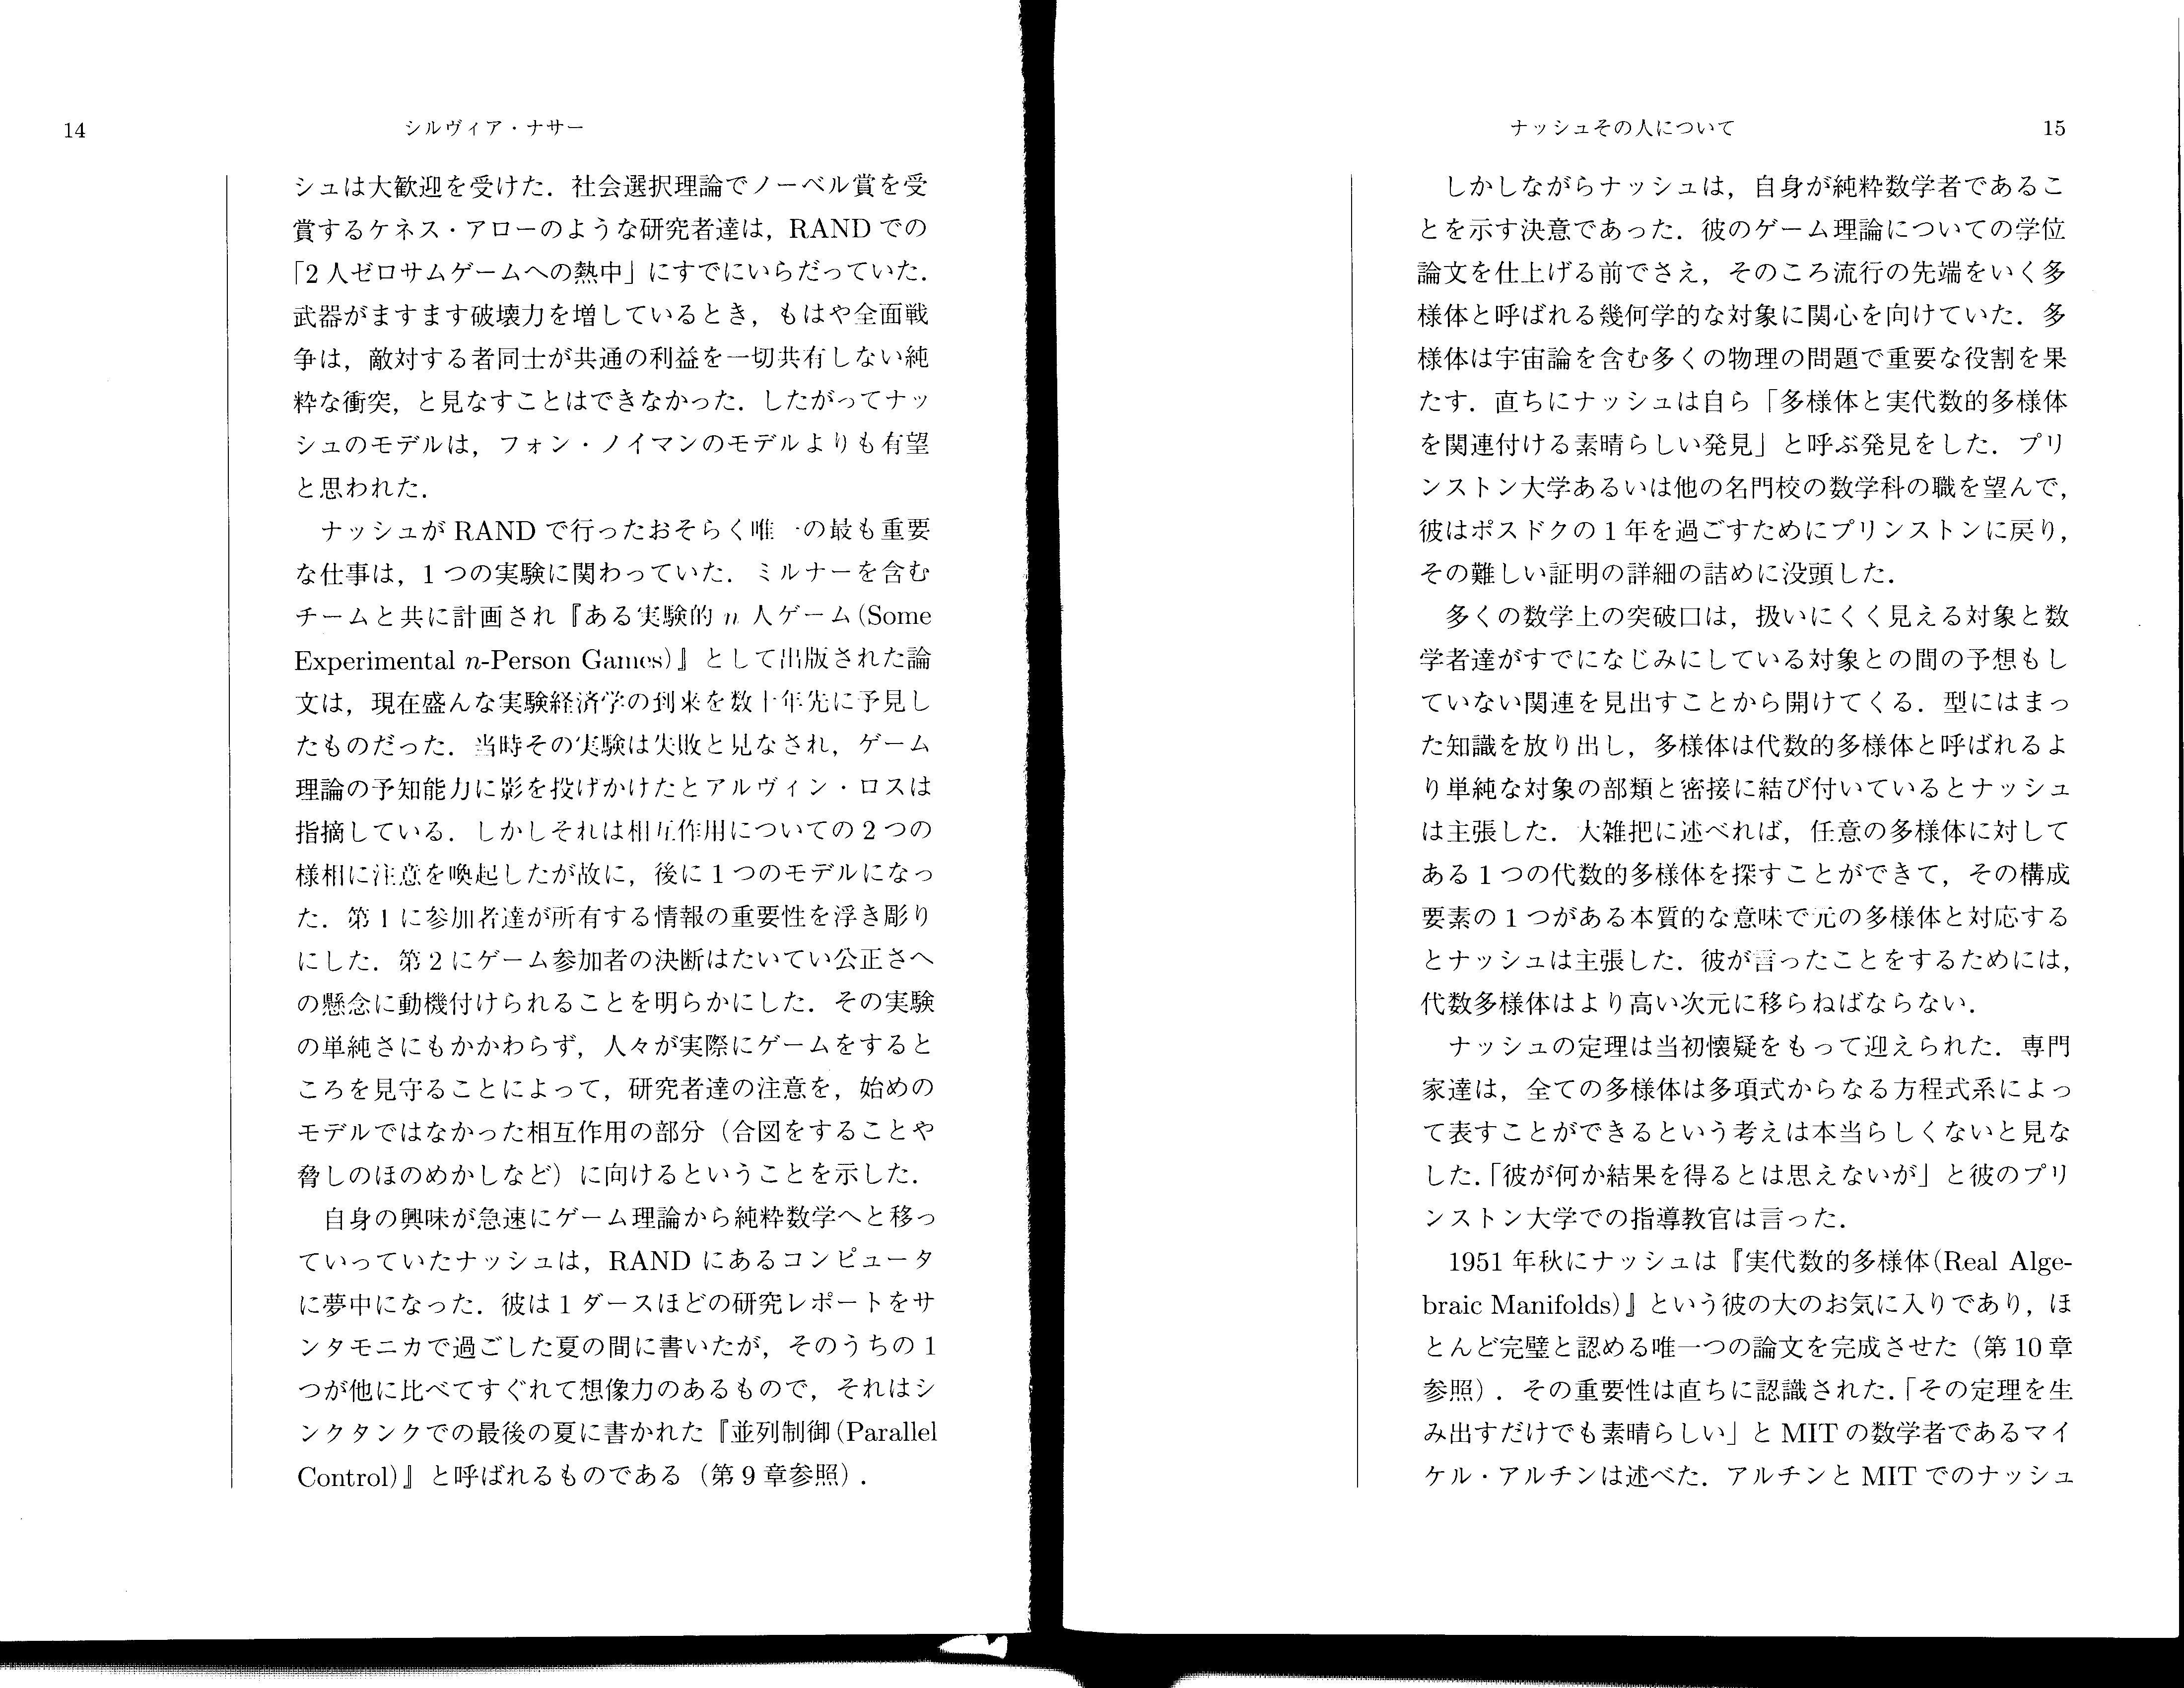 14
シルヴィア・ナサー
シュは大歓迎を受けた．社会選択理論でノーベル賞を受
賞するケネス・アローのような研究者達は，RAND での
「2 人ゼロサムゲームへの熱中」にすでにいらだっていた．
武器がますます破壊力を増しているとき，もはや全面戦
争は，敵対する者同士が共通の利益を一切共有しない純
粋な衝突，と見なすことはできなかった．したがってナッ
シュのモデルは，フォン・ノイマンのモデルよりも有望
と思われた．
ナッシュが RAND で行ったおそらく唯一の最も重要
な仕事は，1 つの実験に関わっていた．ミルナーを含む
チームと共に計画され『ある実験的 n 人ゲーム(Some
Experimental n-Person Games)』として出版された論
文は，現在盛んな実験経済学の到来を数十年先に予見し
たものだった．当時その実験は失敗と見なされ，ゲーム
理論の予知能力に影を投げかけたとアルヴィン・ロスは
指摘している．しかしそれは相互作用についての 2 つの
様相に注意を喚起したが故に，後に 1 つのモデルになっ
た．第 1 に参加者達が所有する情報の重要性を浮き彫り
にした．第 2 にゲーム参加者の決断はたいてい公正さへ
の懸念に動機付けられることを明らかにした．その実験
の単純さにもかかわらず，人々が実際にゲームをすると
ころを見守ることによって，研究者達の注意を，始めの
モデルではなかった相互作用の部分（合図をすることや
脅しのほのめかしなど）に向けるということを示した．
自身の興味が急速にゲーム理論から純粋数学へと移っ
ていっていたナッシュは，RAND にあるコンピュータ
に夢中になった．彼は 1 ダースほどの研究レポートをサ
ンタモニカで過ごした夏の間に書いたが，そのうちの 1
つが他に比べてすぐれて想像力のあるもので，それはシ
ンクタンクでの最後の夏に書かれた『並列制御(Parallel
Control)』と呼ばれるものである（第 9 章参照）．
ナッシュその人について
15
しかしながらナッシュは，自身が純粋数学者であるこ
とを示す決意であった．彼のゲーム理論についての学位
論文を仕上げる前でさえ，そのころ流行の先端をいく多
様体と呼ばれる幾何学的な対象に関心を向けていた．多
様体は宇宙論を含む多くの物理の問題で重要な役割を果
たす．直ちにナッシュは自ら「多様体と実代数的多様体
を関連付ける素晴らしい発見」と呼ぶ発見をした．プリ
ンストン大学あるいは他の名門校の数学科の職を望んで，
彼はポスドクの 1 年を過ごすためにプリンストンに戻り，
その難しい証明の詳細の詰めに没頭した．
多くの数学上の突破口は，扱いにくく見える対象と数
学者達がすでになじみにしている対象との間の予想もし
ていない関連を見出すことから開けてくる．型にはまっ
た知識を放り出し，多様体は代数的多様体と呼ばれるよ
り単純な対象の部類と密接に結び付いているとナッシュ
は主張した．大雑把に述べれば，任意の多様体に対して
ある 1 つの代数的多様体を探すことができて，その構成
要素の 1 つがある本質的な意味で元の多様体と対応する
とナッシュは主張した．彼が言ったことをするためには，
代数多様体はより高い次元に移らねばならない．
ナッシュの定理は当初懐疑をもって迎えられた．専門
家達は，全ての多様体は多項式からなる方程式系によっ
て表すことができるという考えは本当らしくないと見な
した．「彼が何か結果を得るとは思えないが」と彼のプリ
ンストン大学での指導教官は言った．
1951 年秋にナッシュは『実代数的多様体(Real Alge-
braic Manifolds)』という彼の大のお気に入りであり，ほ
とんど完璧と認める唯一つの論文を完成させた（第 10 章
参照）．その重要性は直ちに認識された．「その定理を生
み出すだけでも素晴らしい」と MIT の数学者であるマイ
ケル・アルチンは述べた．アルチンと MIT でのナッシュ